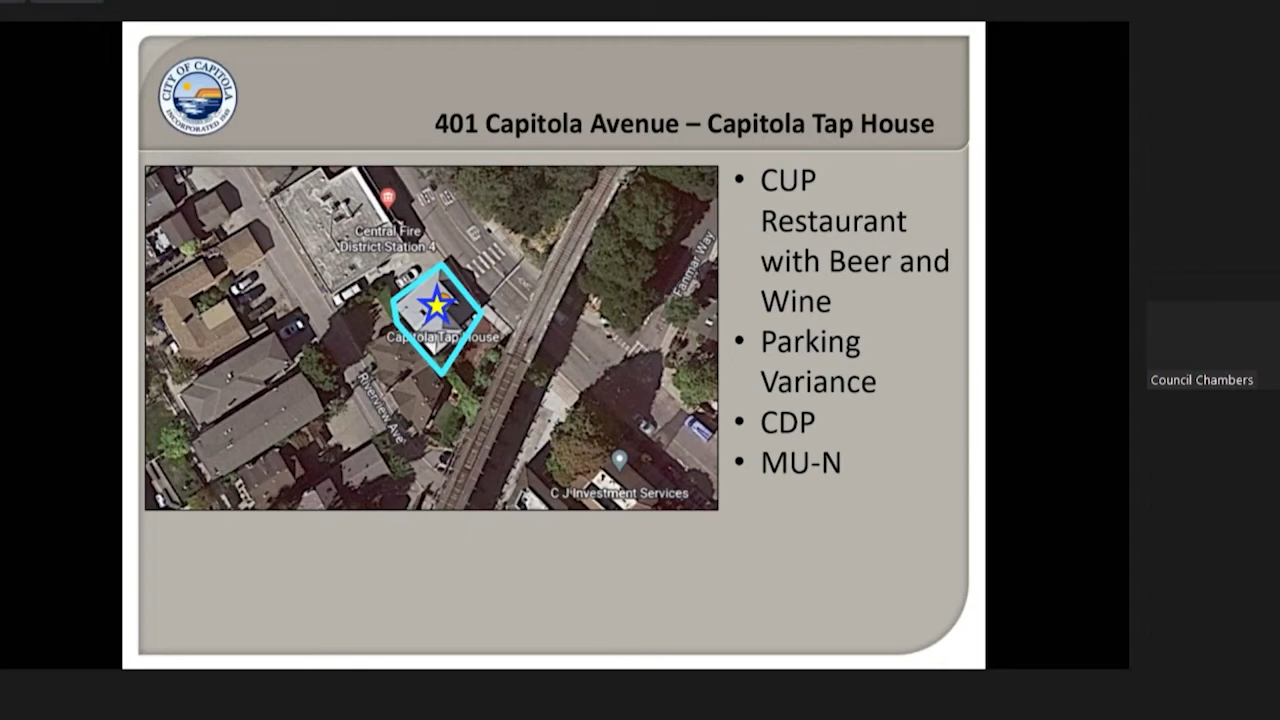 CITY OF CAPITOLA
INCORPORATED 1949
401 Capitola Avenue – Capitola Tap House
Central Fire
District Station 4
Capitola Tap House
Riverview Ave
Fanmar Way
C J Investment Services
• CUP
Restaurant
with Beer and
Wine
• Parking
Variance
• CDP
• MU-N
Council Chambers